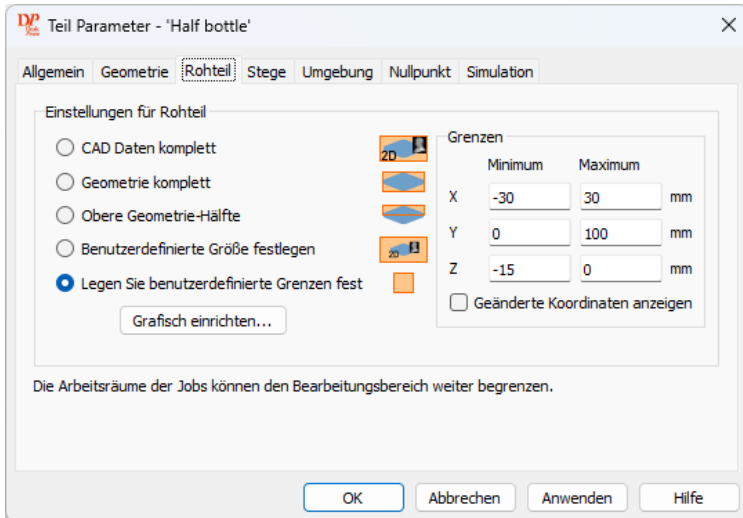 DP
Teil Parameter - 'Half bottle'
Allgemein Geometrie Rohteil Stege Umgebung Nullpunkt Simulation
Einstellungen für Rohteil
CAD Daten komplett
2D
Geometrie komplett
Obere Geometrie-Hälfte
Benutzerdefinierte Größe festlegen
2D
Legen Sie benutzerdefinierte Grenzen fest
Grafisch einrichten...
Grenzen
Minimum Maximum
X -30 30 mm
Y 0 100 mm
Z -15 0 mm
Geänderte Koordinaten anzeigen
Die Arbeitsräume der Jobs können den Bearbeitungsbereich weiter begrenzen.
OK Abbrechen Anwenden Hilfe